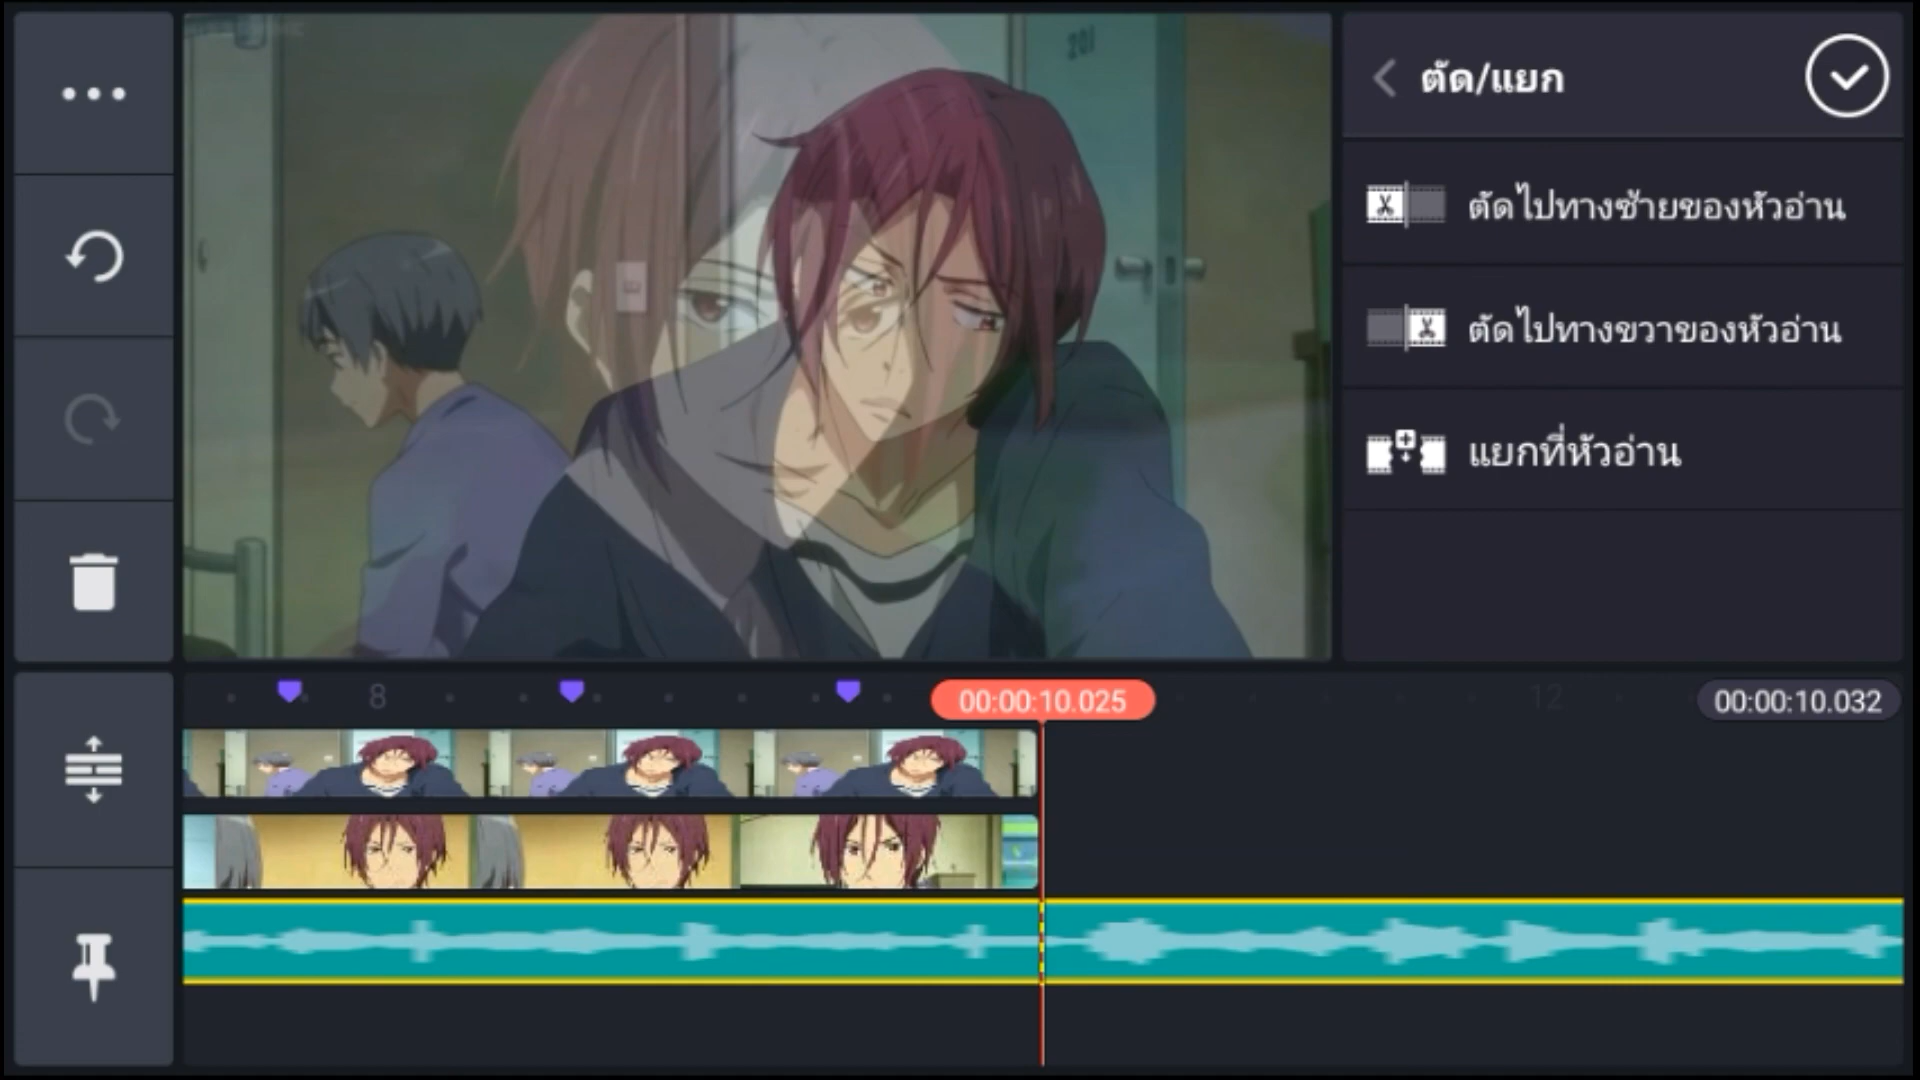 201
ตัด/แยก
ตัดไปทางซ้ายของหัวอ่าน
ตัดไปทางขวาของหัวอ่าน
แยกที่หัวอ่าน
8
00:00:10.025
12
00:00:10.032